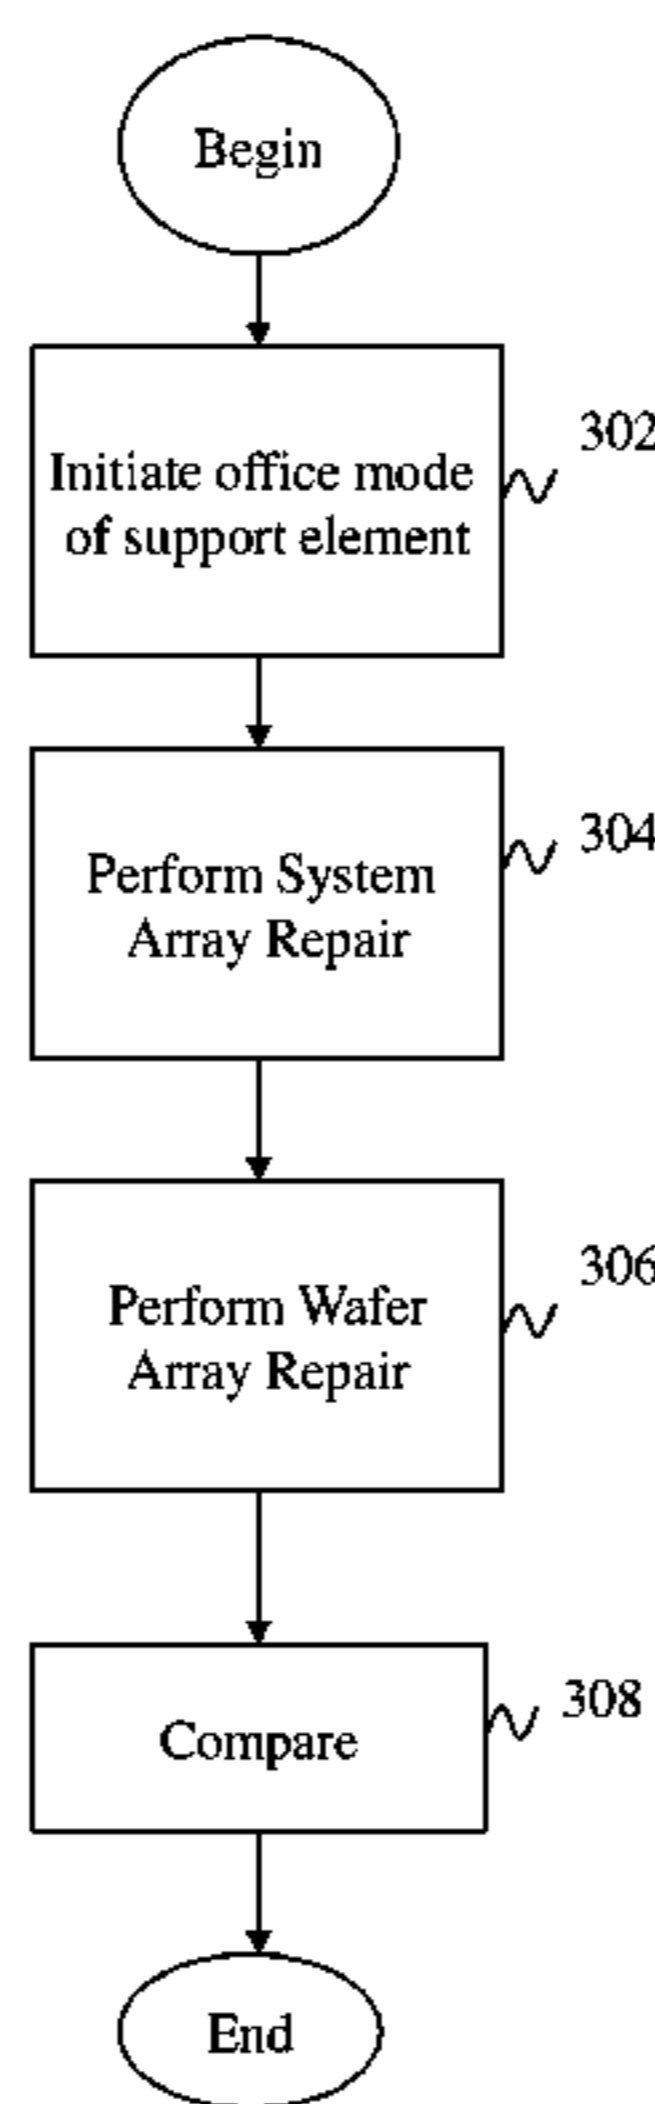 Begin
302
Initiate office mode
of support element
304
Perform System
Array Repair
306
Perform Wafer
Array Repair
308
Compare
End